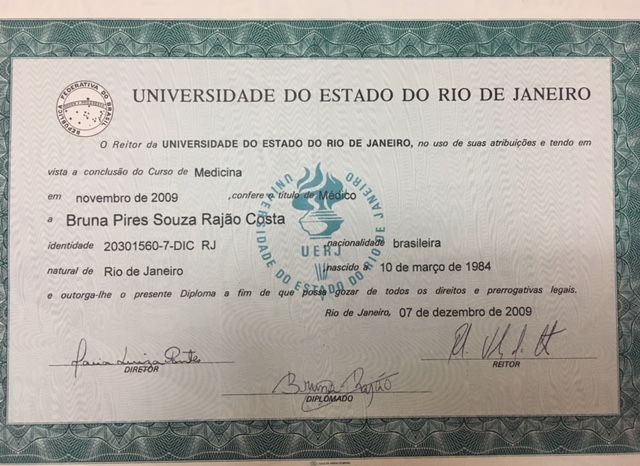 REPÚBLICA FEDERATIVA DO BRASIL
UNIVERSIDADE DO ESTADO DO RIO DE JANEIRO
O Reitor da UNIVERSIDADE DO ESTADO DO RIO DE JANEIRO, no uso de suas atribuições e tendo em
vista a conclusão do Curso de Medicina
em novembro de 2009 ,confere o título de Médico
a Bruna Pires Souza Rajão Costa
identidade 20301560-7-DIC RJ ,nacionalidade brasileira
natural de Rio de Janeiro ,nascido a 10 de março de 1984
e outorga-lhe o presente Diploma a fim de que possa gozar de todos os direitos e prerrogativas legais.
UNIVERSIDADE DO ESTADO DO RIO DE JANEIRO
UERJ
Rio de Janeiro, 07 de dezembro de 2009
DIRETOR
REITOR
Bruna Rajão
DIPLOMADO